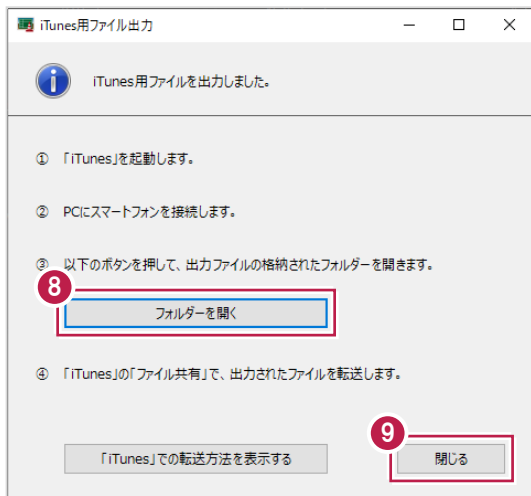 iTunes用ファイル出力
iTunes用ファイルを出力しました。
① 「iTunes」を起動します。
② PCにスマートフォンを接続します。
③ 以下のボタンを押して、出力ファイルの格納されたフォルダーを開きます。
8
フォルダーを開く
④ 「iTunes」の「ファイル共有」で、出力されたファイルを転送します。
9
「iTunes」での転送方法を表示する 閉じる